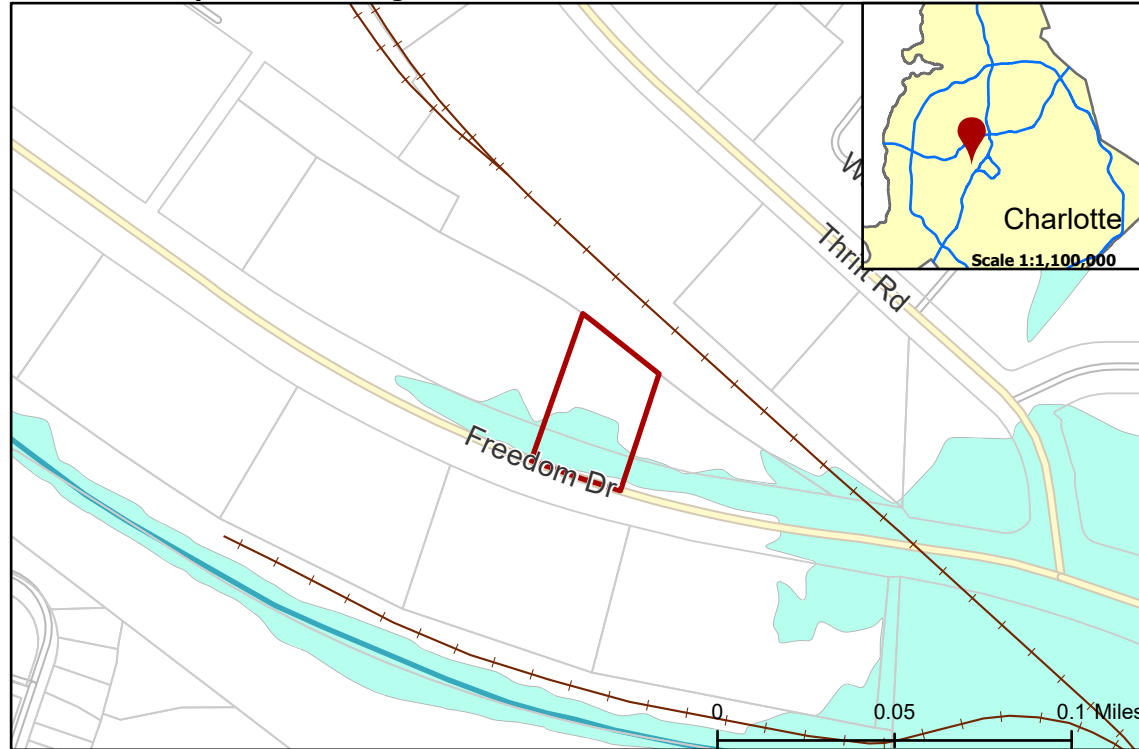 W
Thrift Rd
Charlotte
Scale 1:1,100,000
Freedom Dr
0 0.05 0.1 Miles